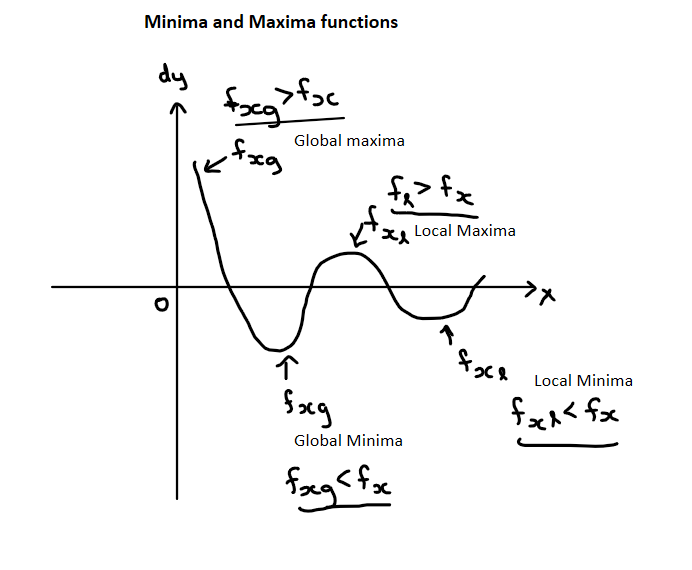 Minima and Maxima functions
dy
fxg>fx
Global maxima
fxg
fl>fx
fxl
Local Maxima
0
x
fxl
Local Minima
fxg
fxl<fx
Global Minima
fxg<fx